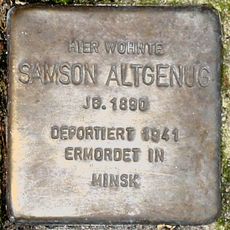 HIER WOHNTE
SAMSON ALTGENUG
JG. 1890
DEPORTIERT 1941
ERMORDET IN
MINSK